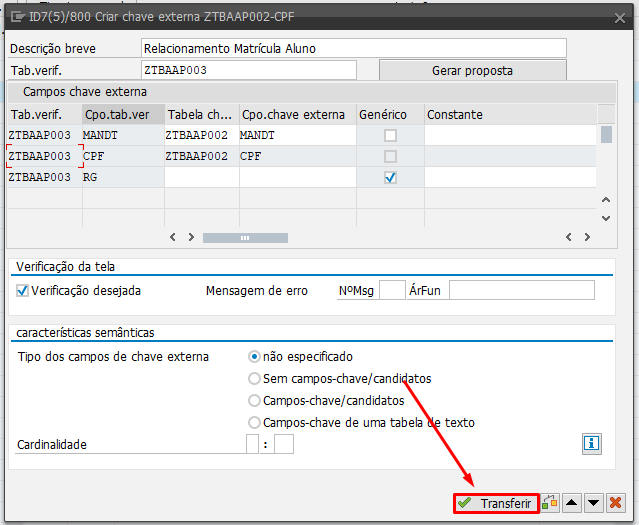 ID7(5)/800 Criar chave externa ZTBAAP002-CPF
Descrição breve Relacionamento Matrícula Aluno
Tab.verif. ZTBAAP003 Gerar proposta
Campos chave externa
Tab.verif. Cpo.tab.ver Tabela ch... Cpo.chave externa Genérico Constante
ZTBAAP003 MANDT ZTBAAP002 MANDT
ZTBAAP003 CPF ZTBAAP002 CPF
ZTBAAP003 RG
Verificação da tela
Verificação desejada Mensagem de erro NºMsg ÁrFun
características semânticas
Tipo dos campos de chave externa não especificado
Sem campos-chave/candidatos
Campos-chave/candidatos
Campos-chave de uma tabela de texto
Cardinalidade :
Transferir